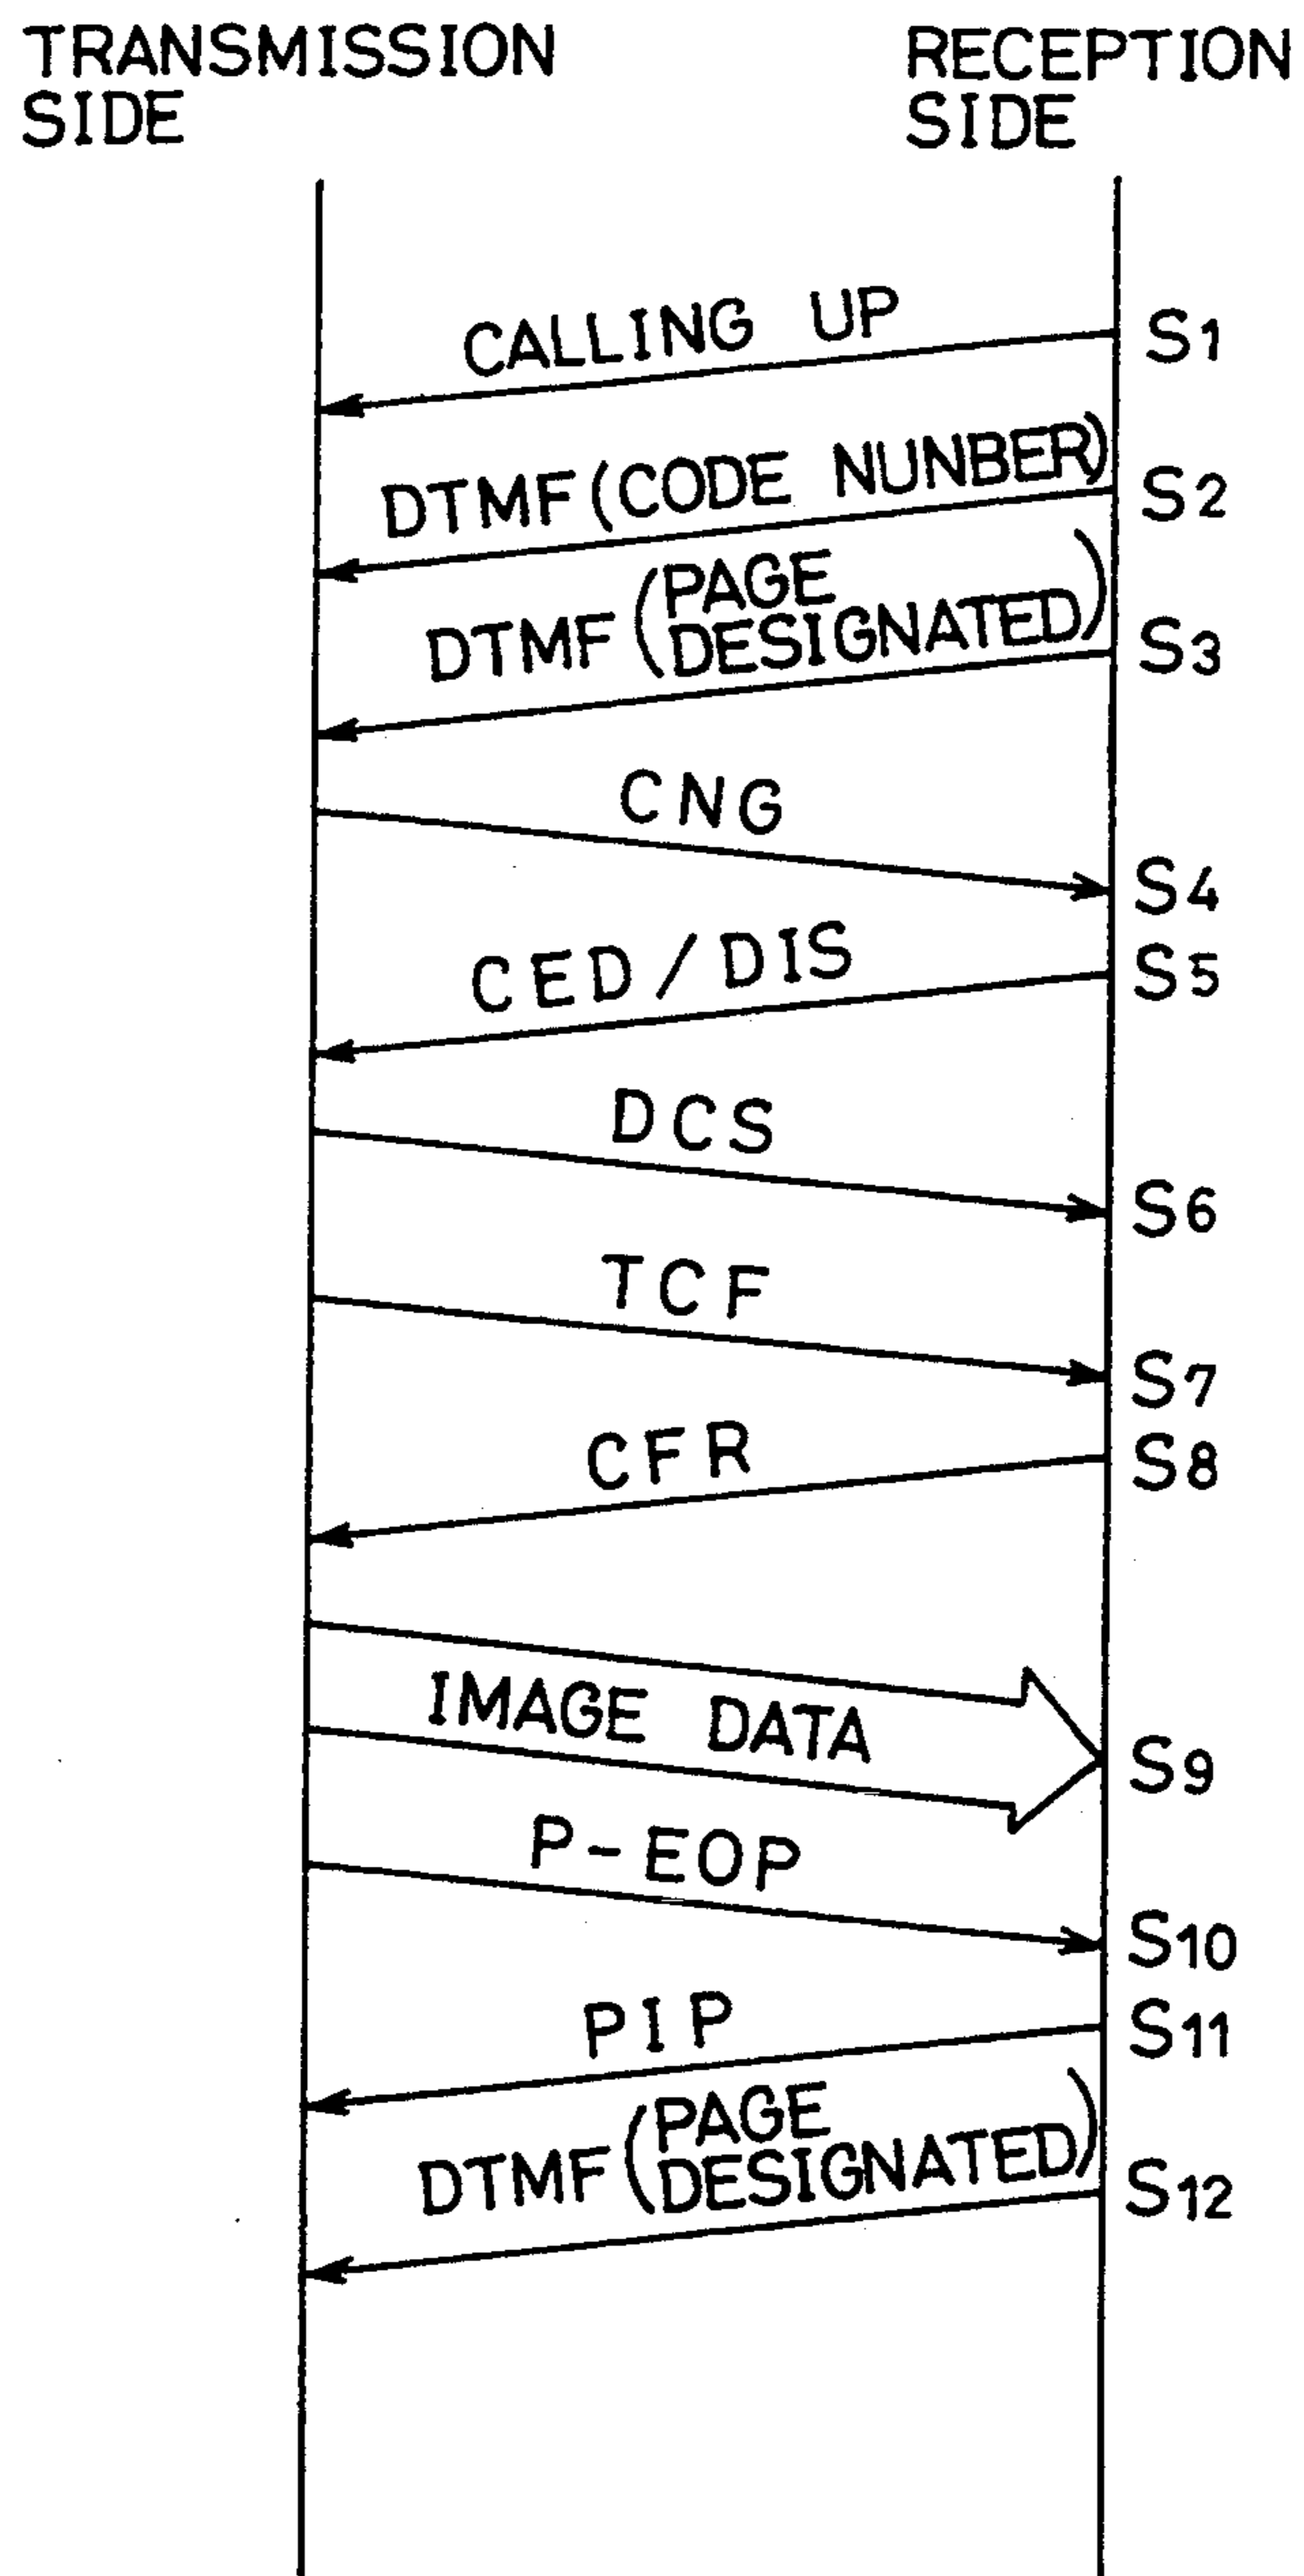 TRANSMISSION
SIDE
RECEPTION
SIDE
CALLING UP
S1
DTMF (CODE NUNBER)
S2
DTMF (PAGE
DESIGNATED)
S3
CNG
S4
CED/DIS
S5
DCS
S6
TCF
S7
CFR
S8
IMAGE DATA
S9
P-EOP
S10
PIP
S11
DTMF (PAGE
DESIGNATED)
S12